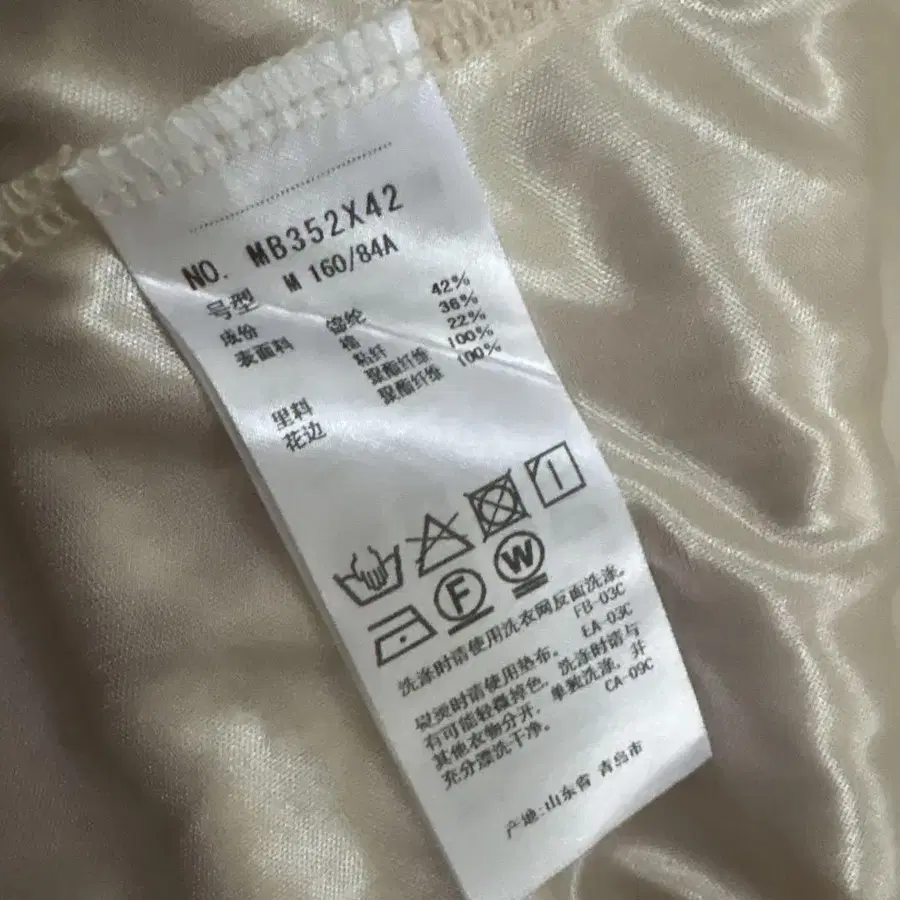 NO. MB352X42
号型 M 160/84A
成份
表面料 锦纶 42%
棉 36%
粘纤 22%
里料 聚酯纤维 100%
花边 聚酯纤维 100%
F W
洗涤时请使用洗衣网反面洗涤。
FB-03C
熨烫时请使用垫布。 EA-03C
有可能轻微掉色，洗涤时请与
其他衣物分开，单独洗涤，并
充分漂洗干净。 CA-09C
产地:山东省 青岛市